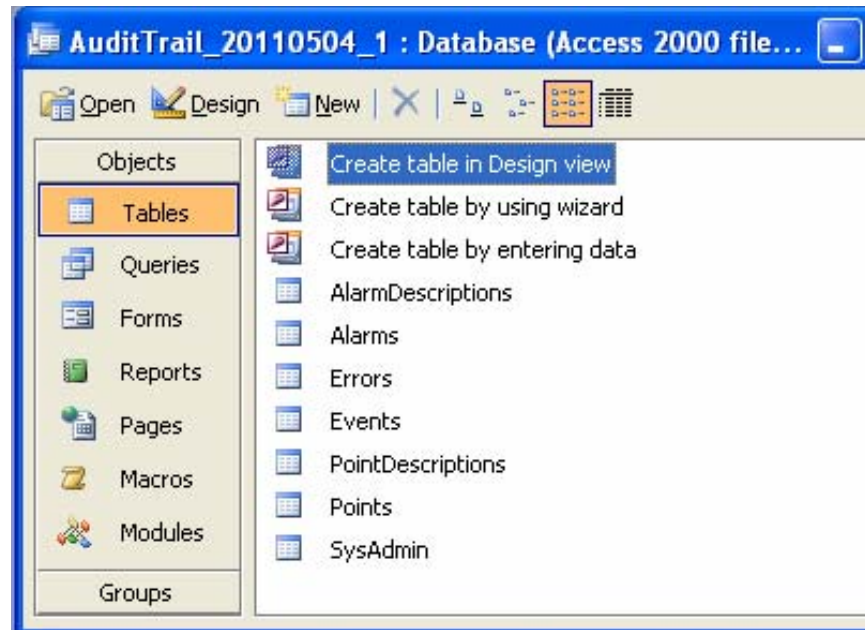 AuditTrail_20110504_1 : Database (Access 2000 file...
Open Design New
Objects
Tables
Queries
Forms
Reports
Pages
Macros
Modules
Groups
Create table in Design view
Create table by using wizard
Create table by entering data
AlarmDescriptions
Alarms
Errors
Events
PointDescriptions
Points
SysAdmin